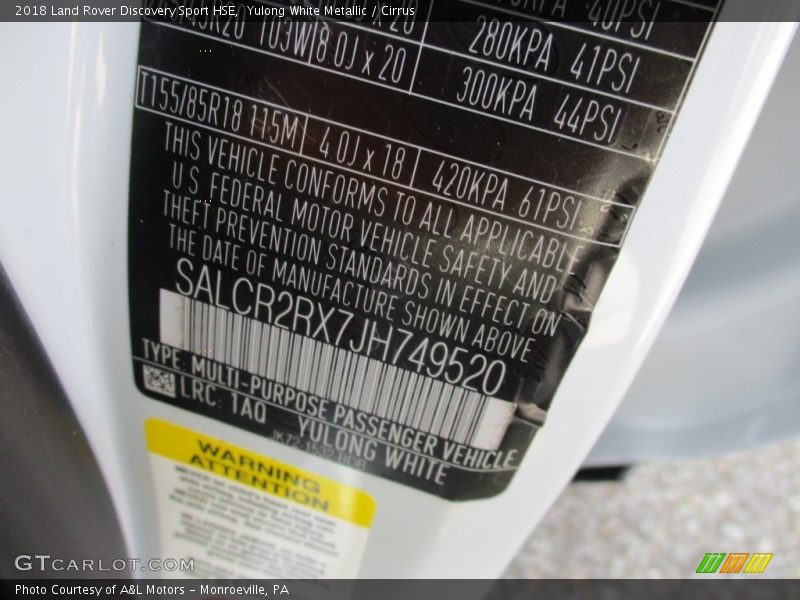 2018 Land Rover Discovery Sport HSE, Yulong White Metallic / Cirrus
40PSI
103W 8.0J x 20 280KPA 41PSI
300KPA 44PSI
T155/85R18 115M 4.0J x 18 420KPA 61PSI
THIS VEHICLE CONFORMS TO ALL APPLICABLE
U.S. FEDERAL MOTOR VEHICLE SAFETY AND
THEFT PREVENTION STANDARDS IN EFFECT ON
THE DATE OF MANUFACTURE SHOWN ABOVE
SALCR2RX7JH749520
TYPE: MULTI-PURPOSE PASSENGER VEHICLE
LRC: 1AQ YULONG WHITE
WARNING
ATTENTION
GTCARLOT.COM
Photo Courtesy of A&L Motors – Monroeville, PA